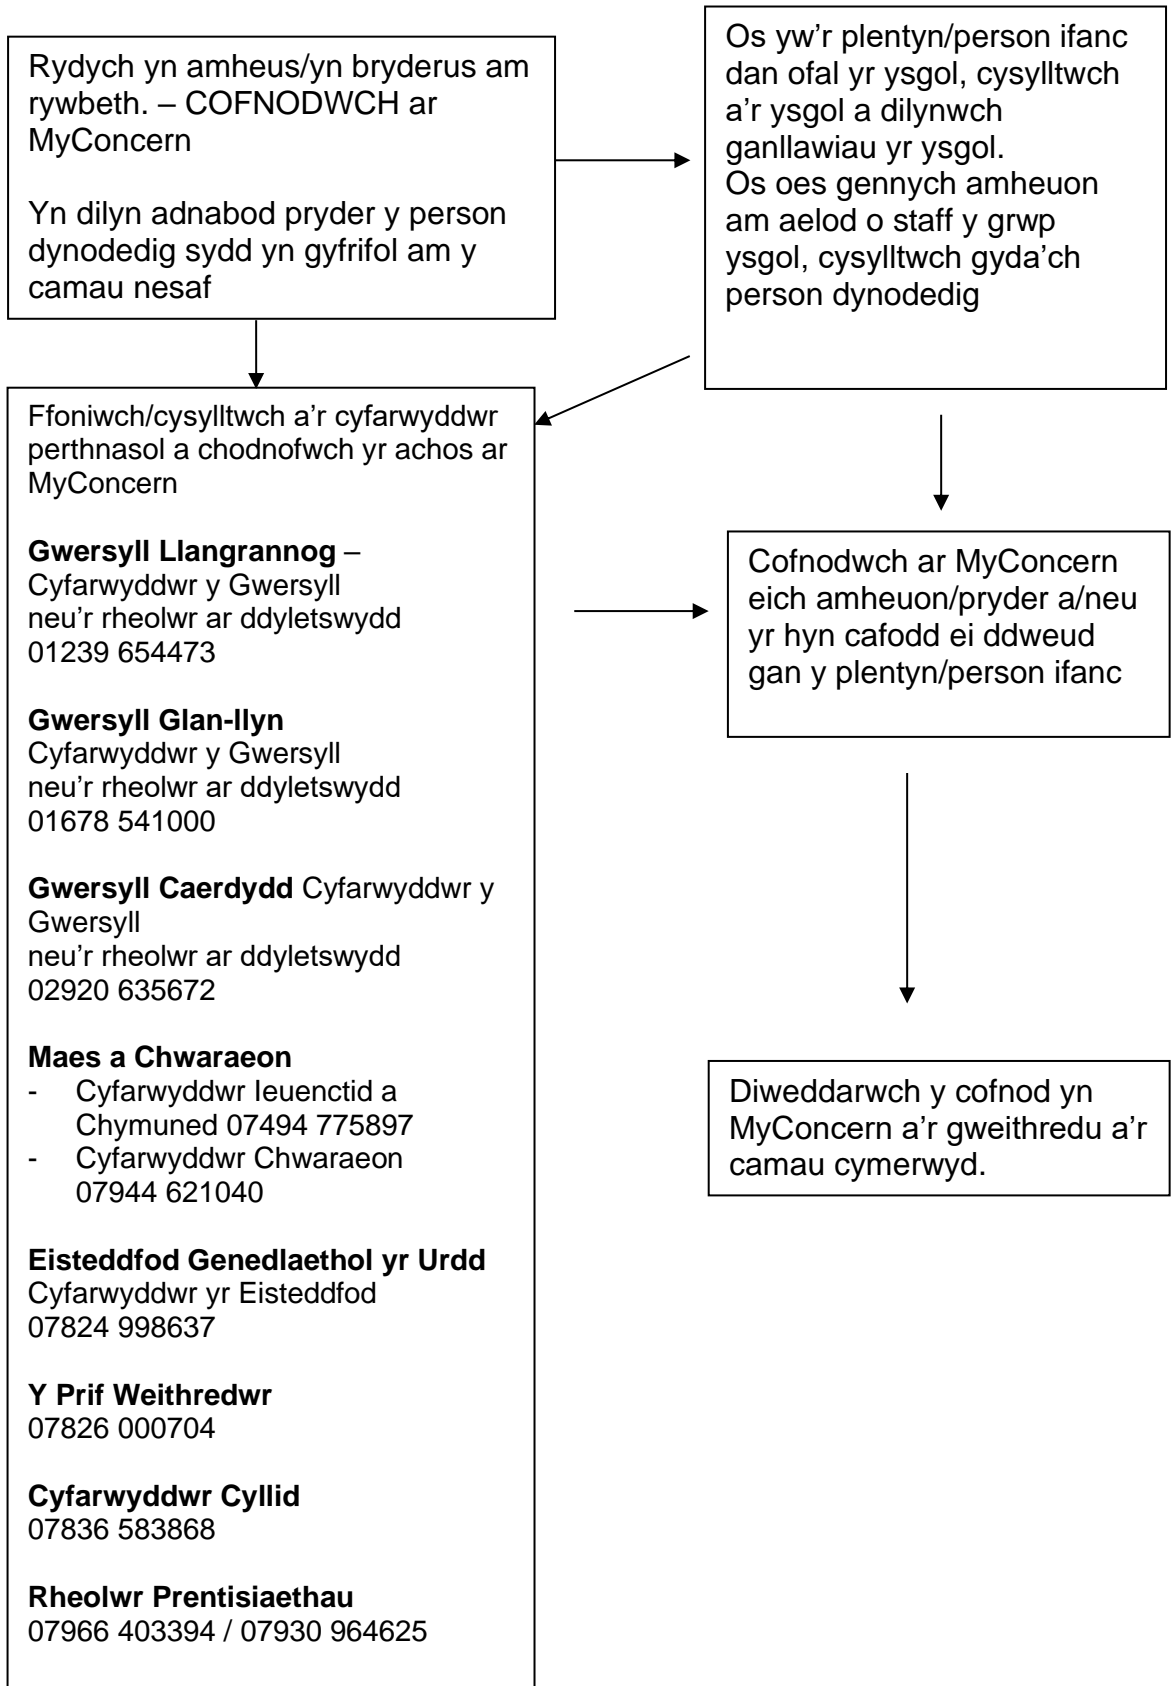 Rydych yn amheus/yn bryderus am
rywbeth. – COFNODWCH ar
MyConcern
Yn dilyn adnabod pryder y person
dynodedig sydd yn gyfrifol am y
camau nesaf
Os yw'r plentyn/person ifanc
dan ofal yr ysgol, cysylltwch
a'r ysgol a dilynwch
ganllawiau yr ysgol.
Os oes gennych amheuon
am aelod o staff y grwp
ysgol, cysylltwch gyda'ch
person dynodedig
Ffoniwch/cysylltwch a'r cyfarwyddwr
perthnasol a chodnofwch yr achos ar
MyConcern
Gwersyll Llangrannog –
Cyfarwyddwr y Gwersyll
neu'r rheolwr ar ddyletswydd
01239 654473
Gwersyll Glan-llyn
Cyfarwyddwr y Gwersyll
neu'r rheolwr ar ddyletswydd
01678 541000
Gwersyll Caerdydd Cyfarwyddwr y
Gwersyll
neu'r rheolwr ar ddyletswydd
02920 635672
Maes a Chwaraeon
- Cyfarwyddwr Ieuenctid a
Chymuned 07494 775897
- Cyfarwyddwr Chwaraeon
07944 621040
Eisteddfod Genedlaethol yr Urdd
Cyfarwyddwr yr Eisteddfod
07824 998637
Y Prif Weithredwr
07826 000704
Cyfarwyddwr Cyllid
07836 583868
Rheolwr Prentisiaethau
07966 403394 / 07930 964625
Cofnodwch ar MyConcern
eich amheuon/pryder a/neu
yr hyn cafodd ei ddweud
gan y plentyn/person ifanc
Diweddarwch y cofnod yn
MyConcern a'r gweithredu a'r
camau cymerwyd.